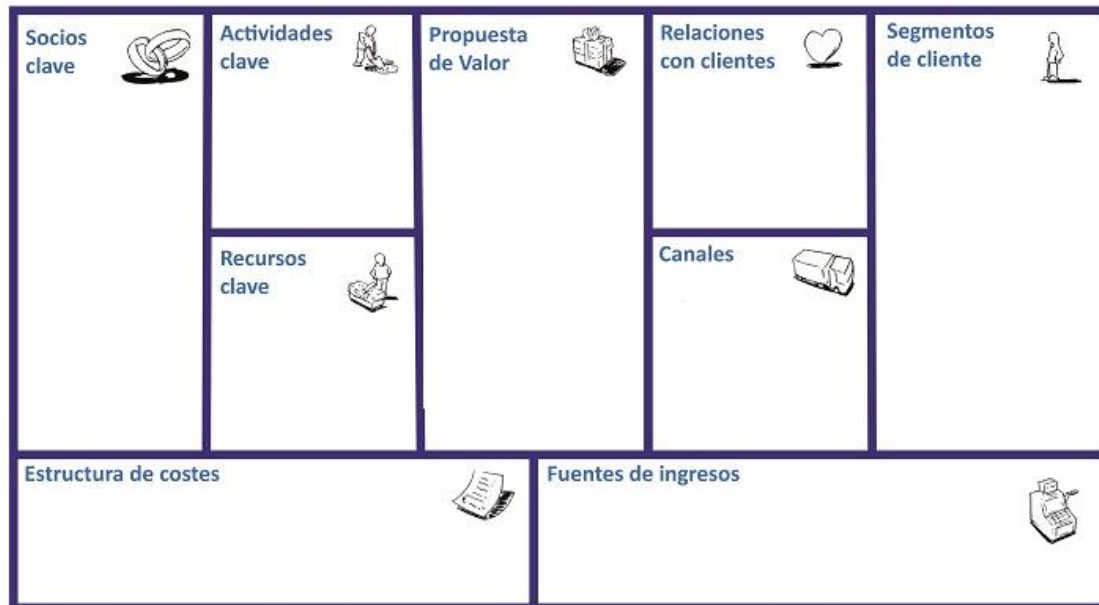 Socios
clave
Actividades
clave
Propuesta
de Valor
Relaciones
con clientes
Segmentos
de cliente
Recursos
clave
Canales
Estructura de costes
Fuentes de ingresos